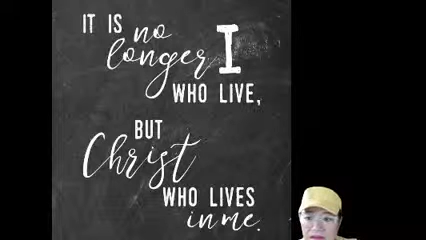 IT IS no
longer I
WHO LIVE,
BUT
Christ
WHO LIVES
in me.